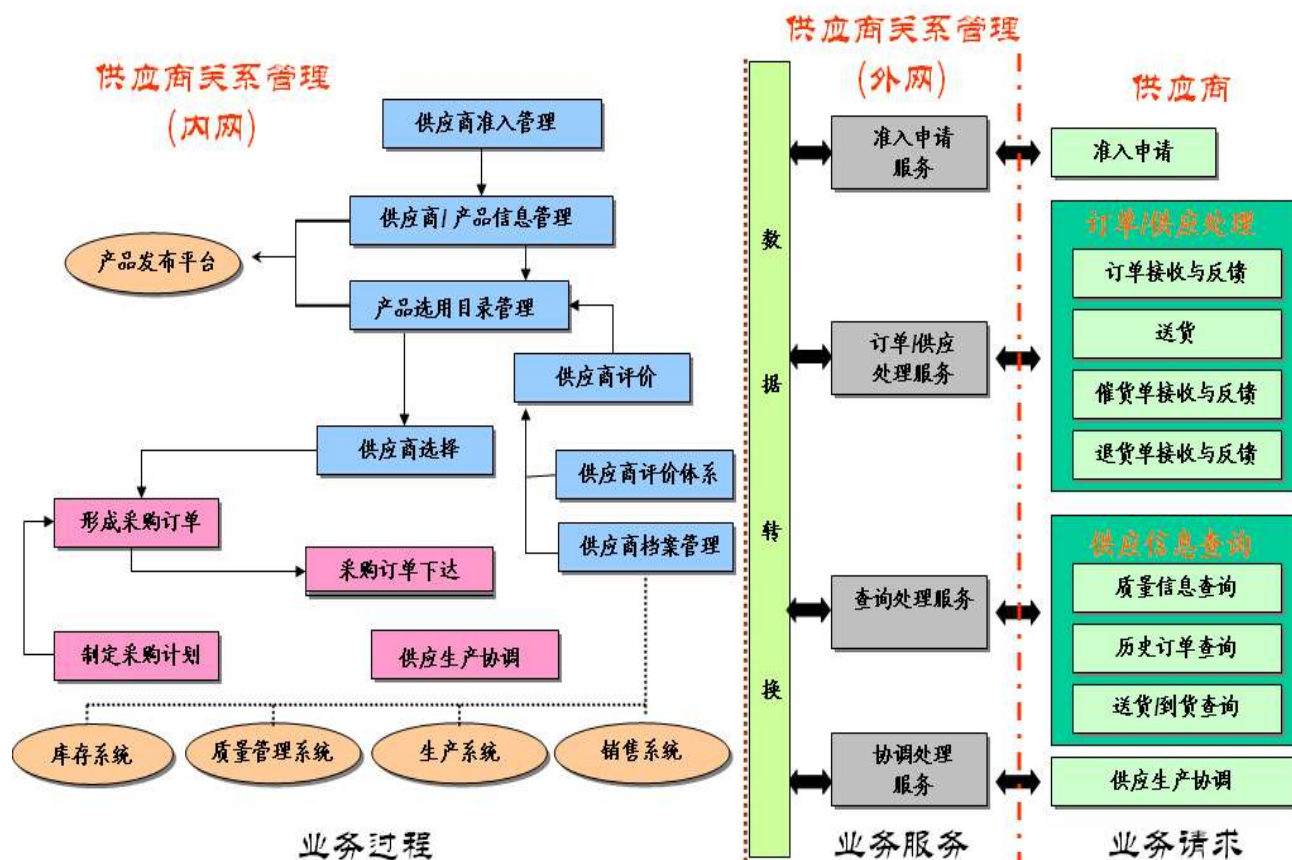 供应商关系管理
(内网)
供应商准入管理
供应商/产品信息管理
产品发布平台
产品选用目录管理
供应商评价
供应商选择
供应商评价体系
形成采购订单
供应商档案管理
采购订单下达
制定采购计划
供应生产协调
库存系统
质量管理系统
生产系统
销售系统
业务过程
数
据
转
换
供应商关系管理
(外网)
准入申请
服务
订单/供应
处理服务
查询处理服务
协调处理
服务
业务服务
供应商
准入申请
订单/供应处理
订单接收与反馈
送货
催货单接收与反馈
退货单接收与反馈
供应信息查询
质量信息查询
历史订单查询
送货/到货查询
供应生产协调
业务请求